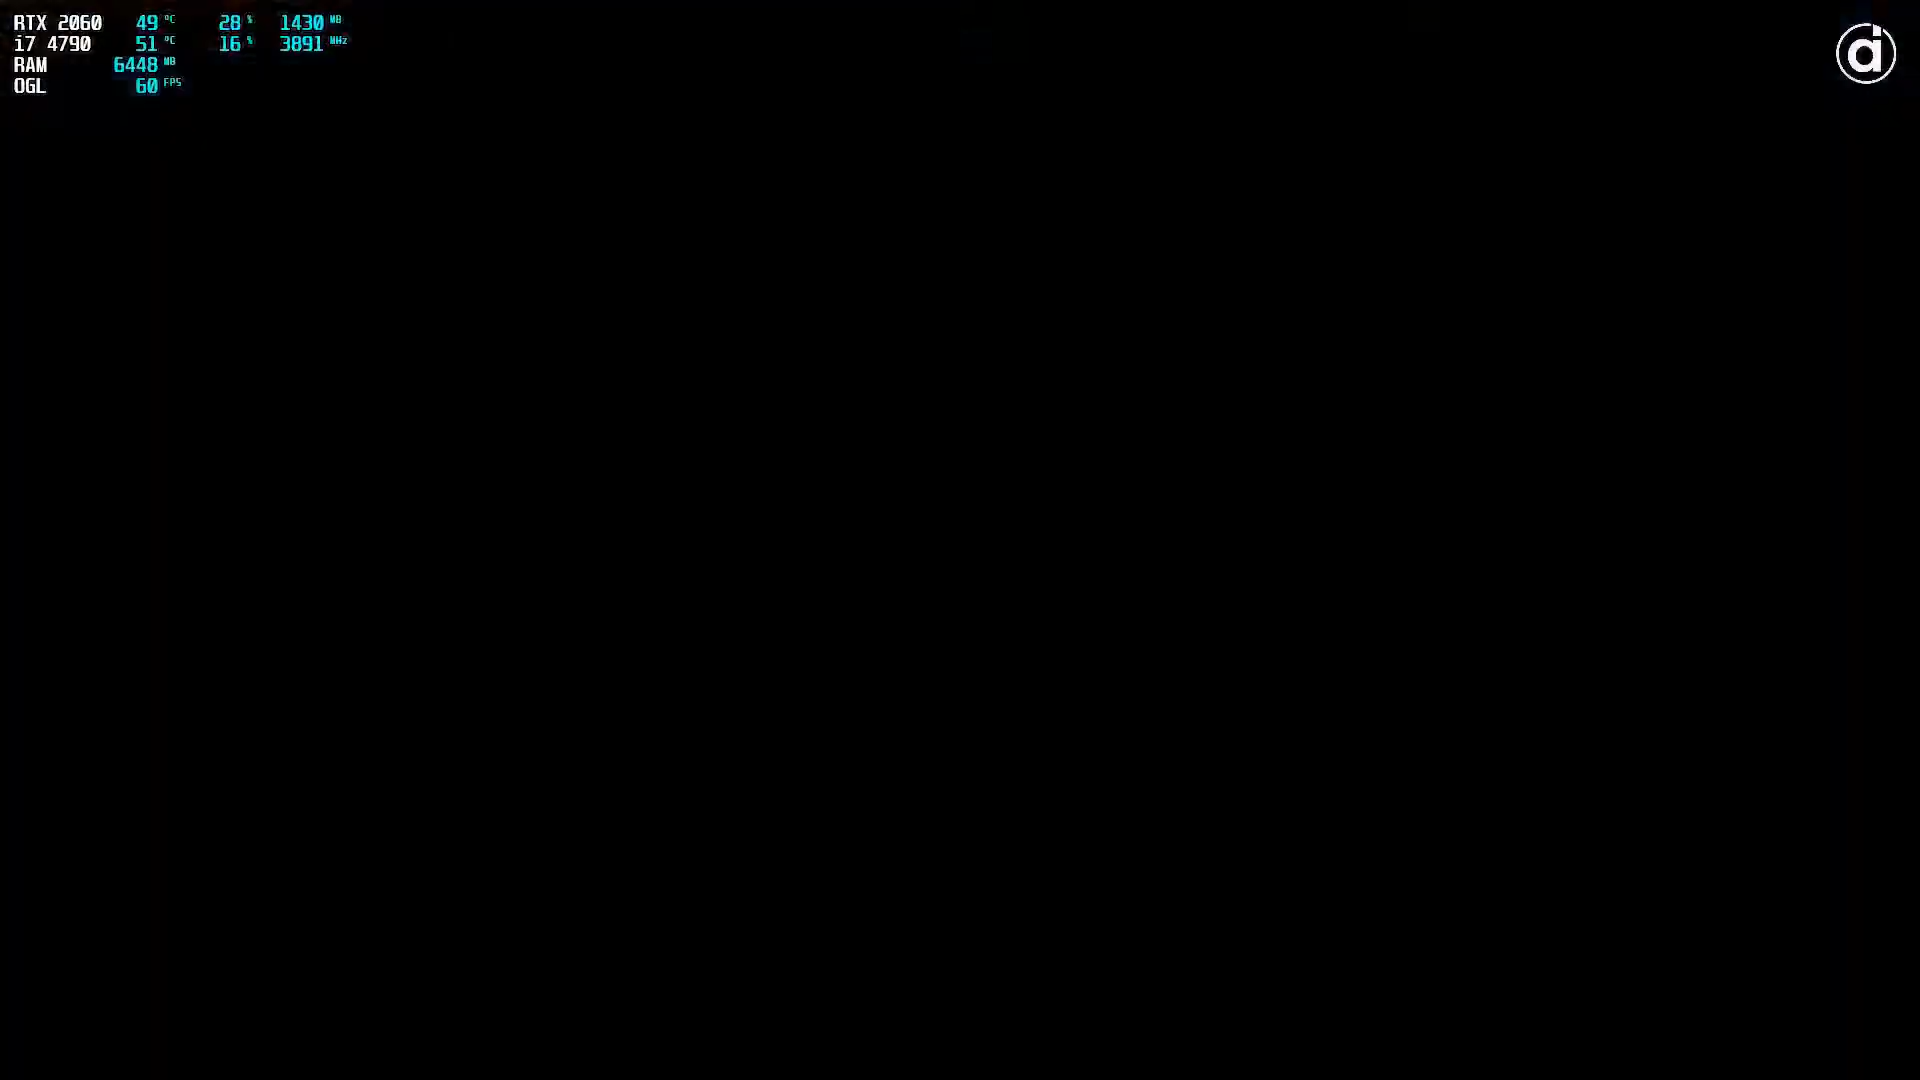 RTX 2060 49 °C 28 % 1430 MB
i7 4790 51 °C 16 % 3891 MHz
RAM 6448 MB
OGL 60 FPS